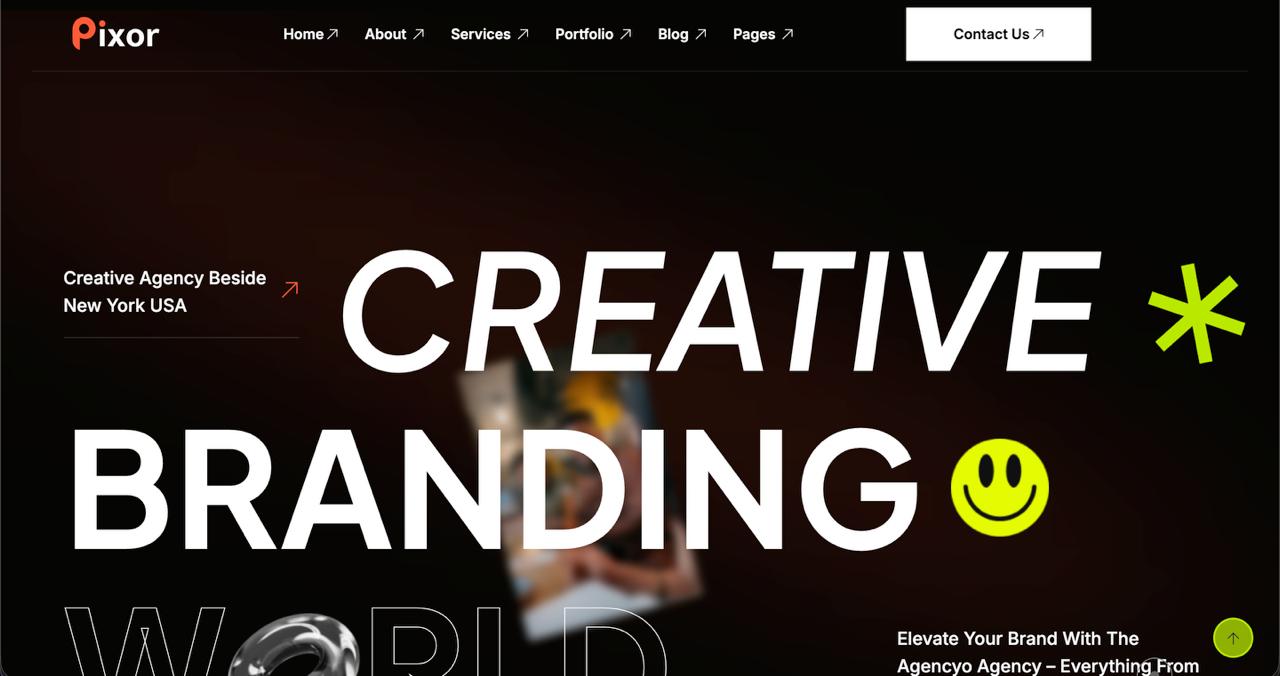 Pixor
Home About Services Portfolio Blog Pages
Contact Us
Creative Agency Beside
New York USA
CREATIVE
BRANDING
WORLD
Elevate Your Brand With The
Agencyo Agency – Everything From